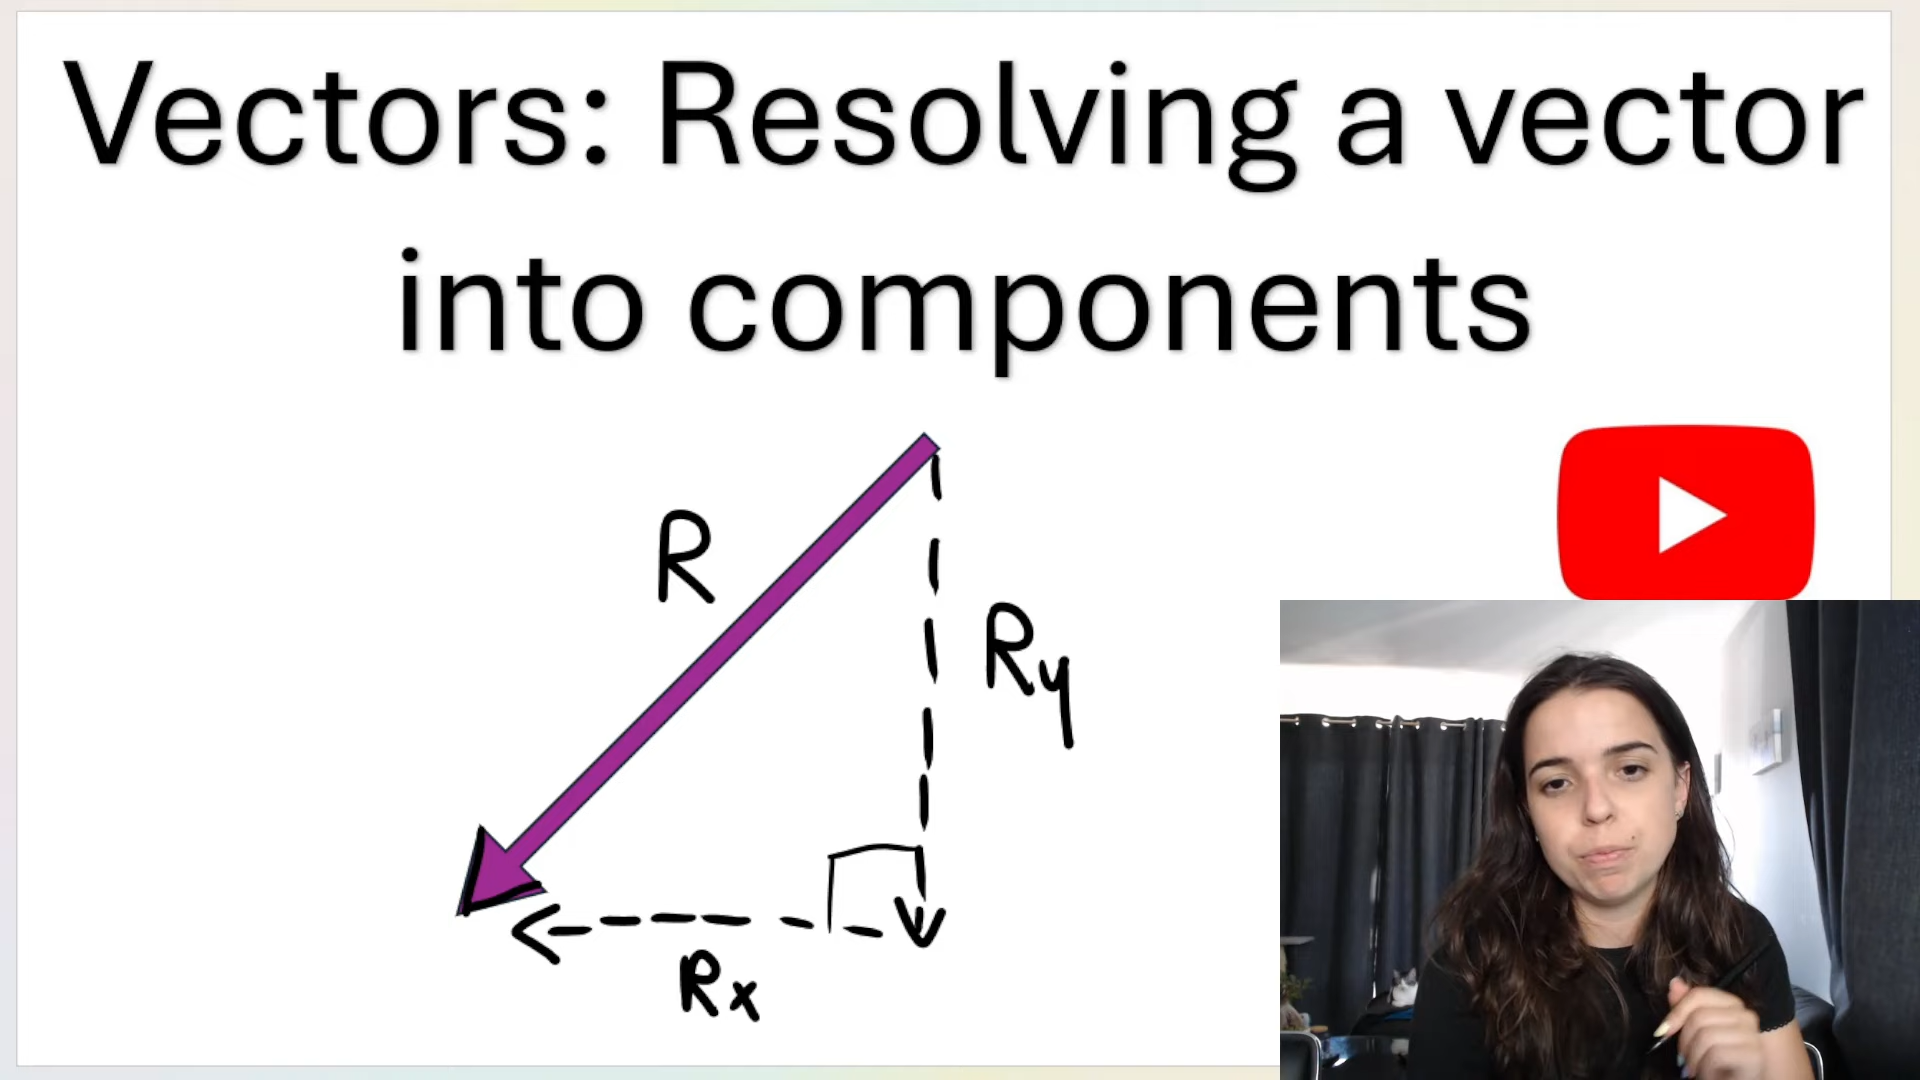 Vectors: Resolving a vector
into components
R
Ry
Rx